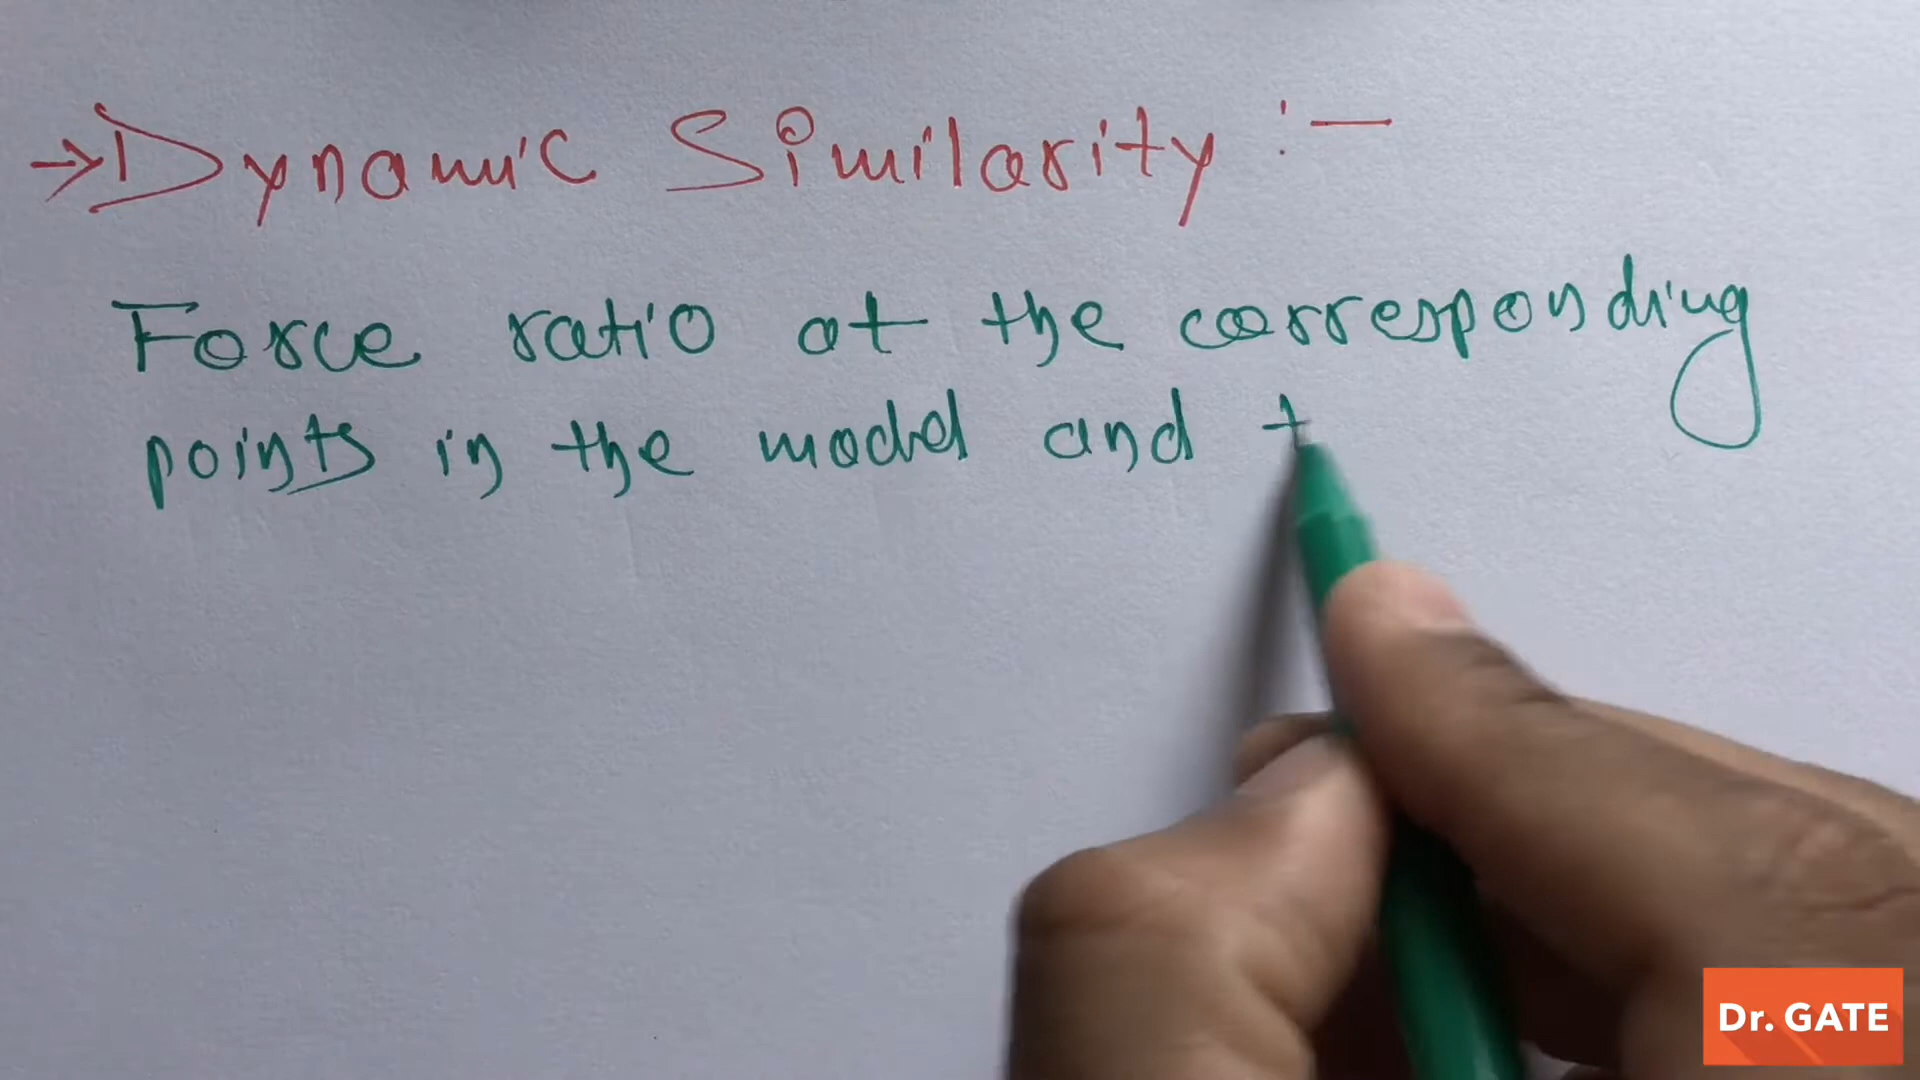 → Dynamic Similarity :-
Force ratio at the corresponding
points in the model and t
Dr. GATE